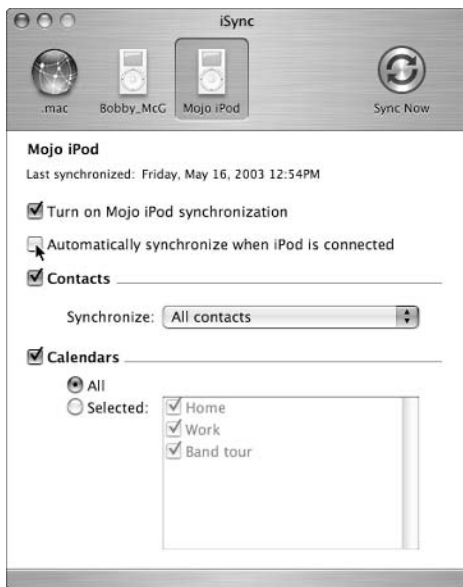 iSync
.mac Bobby_McG Mojo iPod Sync Now
Mojo iPod
Last synchronized: Friday, May 16, 2003 12:54PM
Turn on Mojo iPod synchronization
Automatically synchronize when iPod is connected
Contacts
Synchronize: All contacts
Calendars
All
Selected: Home
Work
Band tour